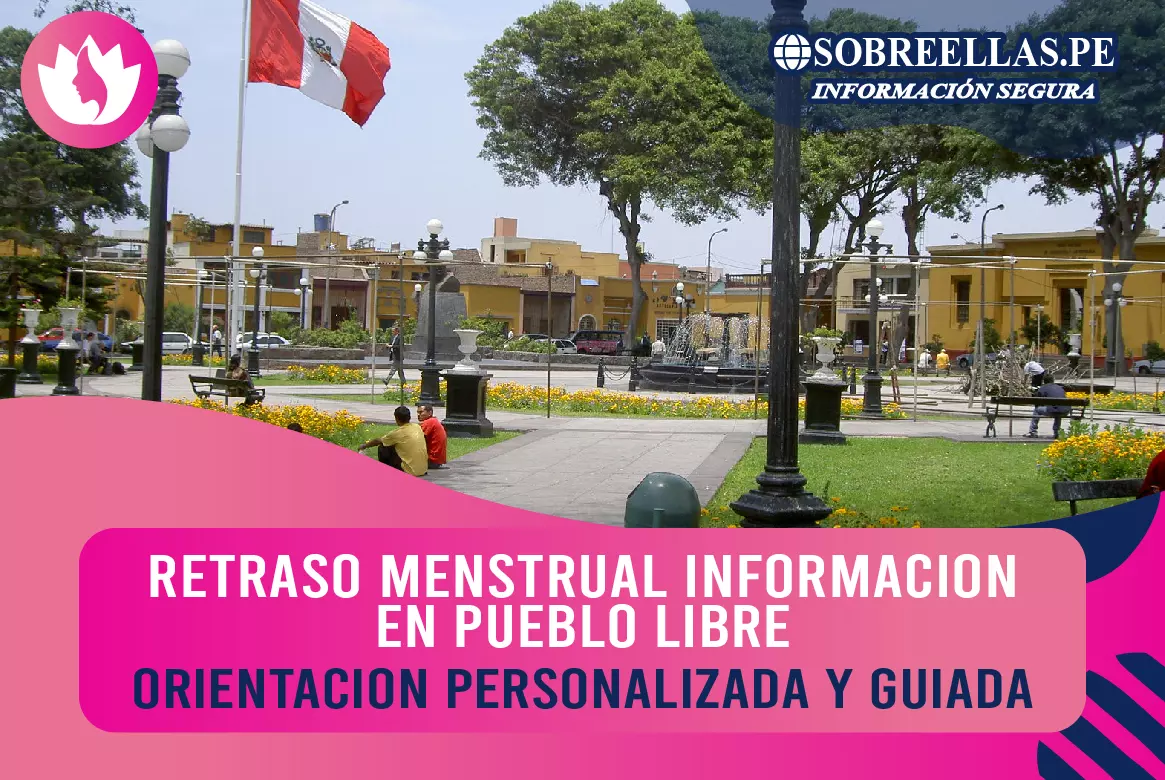 SOBREELLAS.PE
INFORMACIÓN SEGURA
RETRASO MENSTRUAL INFORMACION
EN PUEBLO LIBRE
ORIENTACION PERSONALIZADA Y GUIADA